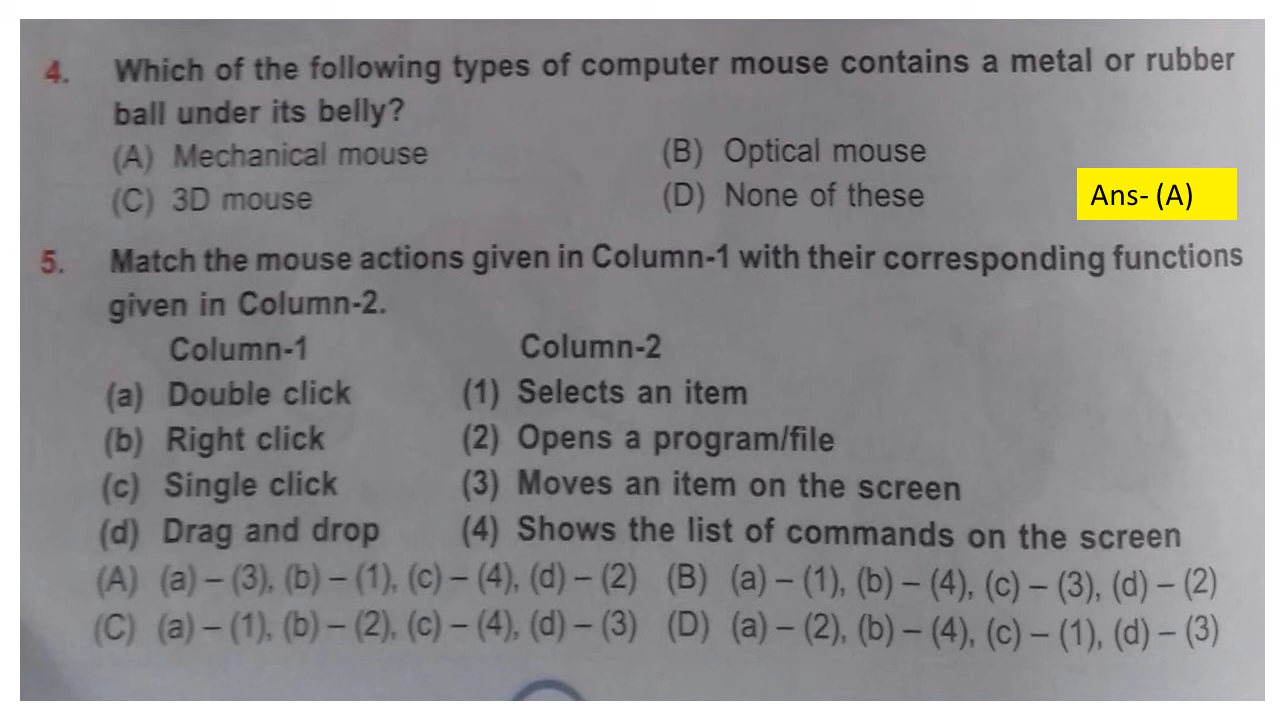 4. Which of the following types of computer mouse contains a metal or rubber
ball under its belly?
(A) Mechanical mouse (B) Optical mouse
(C) 3D mouse (D) None of these
Ans- (A)
5. Match the mouse actions given in Column-1 with their corresponding functions
given in Column-2.
Column-1 Column-2
(a) Double click (1) Selects an item
(b) Right click (2) Opens a program/file
(c) Single click (3) Moves an item on the screen
(d) Drag and drop (4) Shows the list of commands on the screen
(A) (a) – (3), (b) – (1), (c) – (4), (d) – (2) (B) (a) – (1), (b) – (4), (c) – (3), (d) – (2)
(C) (a) – (1), (b) – (2), (c) – (4), (d) – (3) (D) (a) – (2), (b) – (4), (c) – (1), (d) – (3)